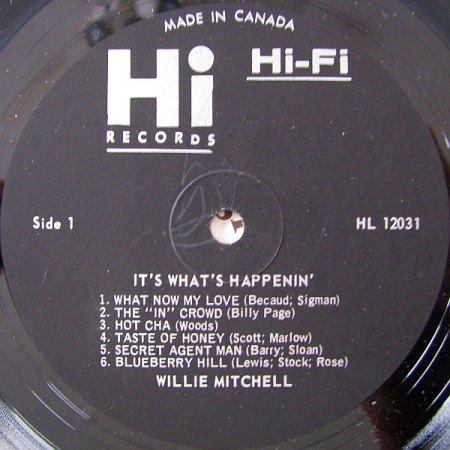 MADE IN CANADA
Hi
RECORDS
Hi-Fi
Side 1
HL 12031
IT'S WHAT'S HAPPENIN'
1. WHAT NOW MY LOVE (Becaud; Sigman)
2. THE "IN" CROWD (Billy Page)
3. HOT CHA (Woods)
4. TASTE OF HONEY (Scott; Marlow)
5. SECRET AGENT MAN (Barry; Sloan)
6. BLUEBERRY HILL (Lewis; Stock; Rose)
WILLIE MITCHELL